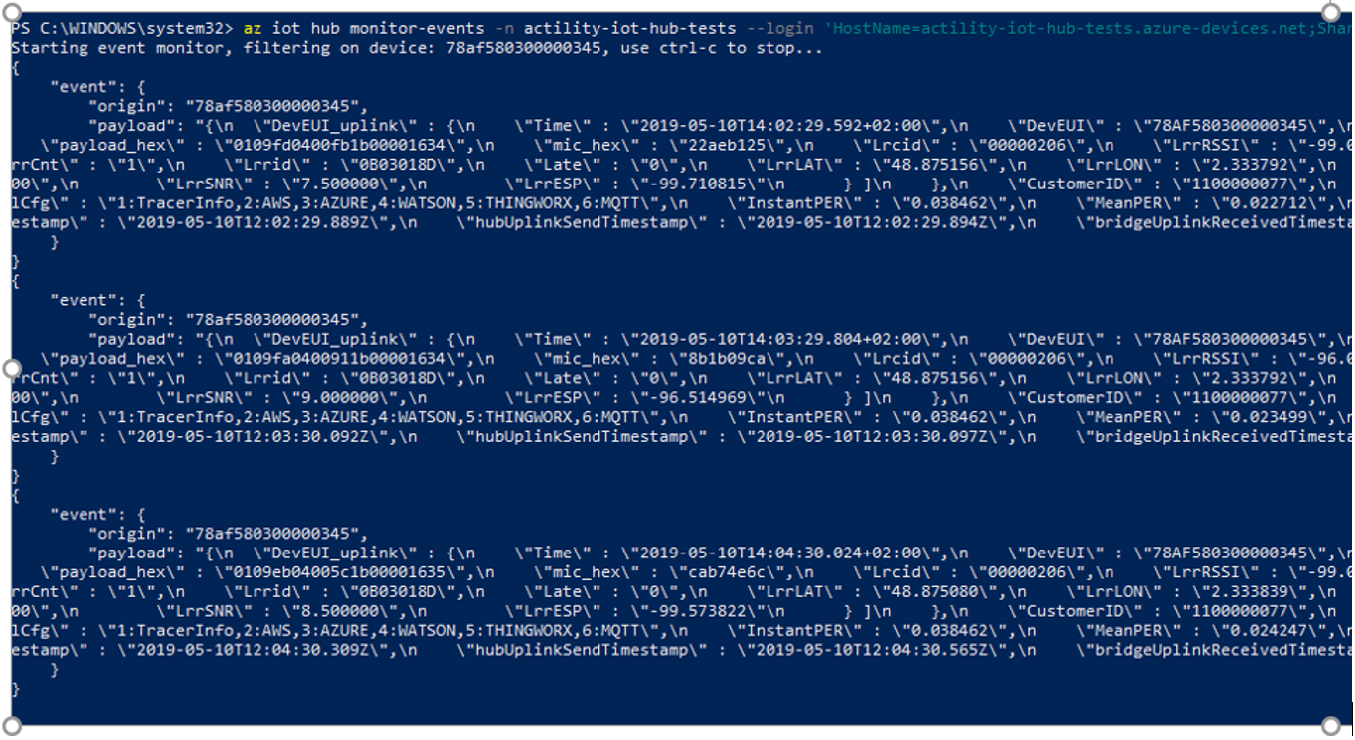 PS C:\WINDOWS\system32> az iot hub monitor-events -n actility-iot-hub-tests --login 'HostName=actility-iot-hub-tests.azure-devices.net;Shar
Starting event monitor, filtering on device: 78af580300000345, use ctrl-c to stop...
{
    "event": {
        "origin": "78af580300000345",
        "payload": "{\n  \"DevEUI_uplink\" : {\n    \"Time\" : \"2019-05-10T14:02:29.592+02:00\",\n    \"DevEUI\" : \"78AF580300000345\",\n
   \"payload_hex\" : \"0109fd0400fb1b00001634\",\n    \"mic_hex\" : \"22aeb125\",\n    \"Lrcid\" : \"00000206\",\n    \"LrrRSSI\" : \"-99.0
rrCnt\" : \"1\",\n    \"Lrrid\" : \"0B03018D\",\n    \"Late\" : \"0\",\n    \"LrrLAT\" : \"48.875156\",\n    \"LrrLON\" : \"2.333792\",\n
00\",\n        \"LrrSNR\" : \"7.500000\",\n        \"LrrESP\" : \"-99.710815\"\n      } ]\n    },\n    \"CustomerID\" : \"1100000077\",\n
lCfg\" : \"1:TracerInfo,2:AWS,3:AZURE,4:WATSON,5:THINGWORX,6:MQTT\",\n    \"InstantPER\" : \"0.038462\",\n    \"MeanPER\" : \"0.022712\",\n
estamp\" : \"2019-05-10T12:02:29.889Z\",\n    \"hubUplinkSendTimestamp\" : \"2019-05-10T12:02:29.894Z\",\n    \"bridgeUplinkReceivedTimesta
    }
}
{
    "event": {
        "origin": "78af580300000345",
        "payload": "{\n  \"DevEUI_uplink\" : {\n    \"Time\" : \"2019-05-10T14:03:29.804+02:00\",\n    \"DevEUI\" : \"78AF580300000345\",\n
   \"payload_hex\" : \"0109fa0400911b00001634\",\n    \"mic_hex\" : \"8b1b09ca\",\n    \"Lrcid\" : \"00000206\",\n    \"LrrRSSI\" : \"-96.0
rrCnt\" : \"1\",\n    \"Lrrid\" : \"0B03018D\",\n    \"Late\" : \"0\",\n    \"LrrLAT\" : \"48.875156\",\n    \"LrrLON\" : \"2.333792\",\n
00\",\n        \"LrrSNR\" : \"9.000000\",\n        \"LrrESP\" : \"-96.514969\"\n      } ]\n    },\n    \"CustomerID\" : \"1100000077\",\n
lCfg\" : \"1:TracerInfo,2:AWS,3:AZURE,4:WATSON,5:THINGWORX,6:MQTT\",\n    \"InstantPER\" : \"0.038462\",\n    \"MeanPER\" : \"0.023499\",\n
estamp\" : \"2019-05-10T12:03:30.092Z\",\n    \"hubUplinkSendTimestamp\" : \"2019-05-10T12:03:30.097Z\",\n    \"bridgeUplinkReceivedTimesta
    }
}
{
    "event": {
        "origin": "78af580300000345",
        "payload": "{\n  \"DevEUI_uplink\" : {\n    \"Time\" : \"2019-05-10T14:04:30.024+02:00\",\n    \"DevEUI\" : \"78AF580300000345\",\n
   \"payload_hex\" : \"0109eb04005c1b00001635\",\n    \"mic_hex\" : \"cab74e6c\",\n    \"Lrcid\" : \"00000206\",\n    \"LrrRSSI\" : \"-99.0
rrCnt\" : \"1\",\n    \"Lrrid\" : \"0B03018D\",\n    \"Late\" : \"0\",\n    \"LrrLAT\" : \"48.875080\",\n    \"LrrLON\" : \"2.333839\",\n
00\",\n        \"LrrSNR\" : \"8.500000\",\n        \"LrrESP\" : \"-99.573822\"\n      } ]\n    },\n    \"CustomerID\" : \"1100000077\",\n
lCfg\" : \"1:TracerInfo,2:AWS,3:AZURE,4:WATSON,5:THINGWORX,6:MQTT\",\n    \"InstantPER\" : \"0.038462\",\n    \"MeanPER\" : \"0.024247\",\n
estamp\" : \"2019-05-10T12:04:30.309Z\",\n    \"hubUplinkSendTimestamp\" : \"2019-05-10T12:04:30.565Z\",\n    \"bridgeUplinkReceivedTimesta
    }
}